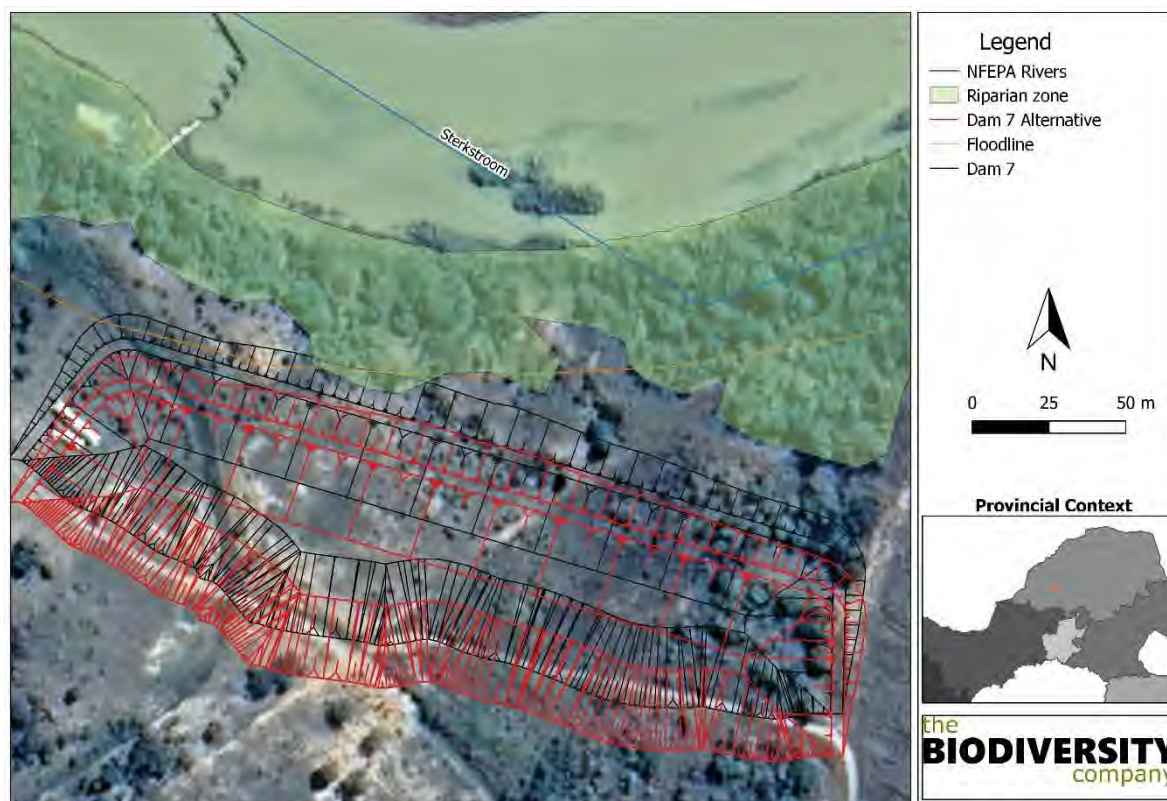 Sterkstroom
Legend
NFEPA Rivers
Riparian zone
Dam 7 Alternative
Floodline
Dam 7
N
0 25 50 m
Provincial Context
the
BIODIVERSITY
company